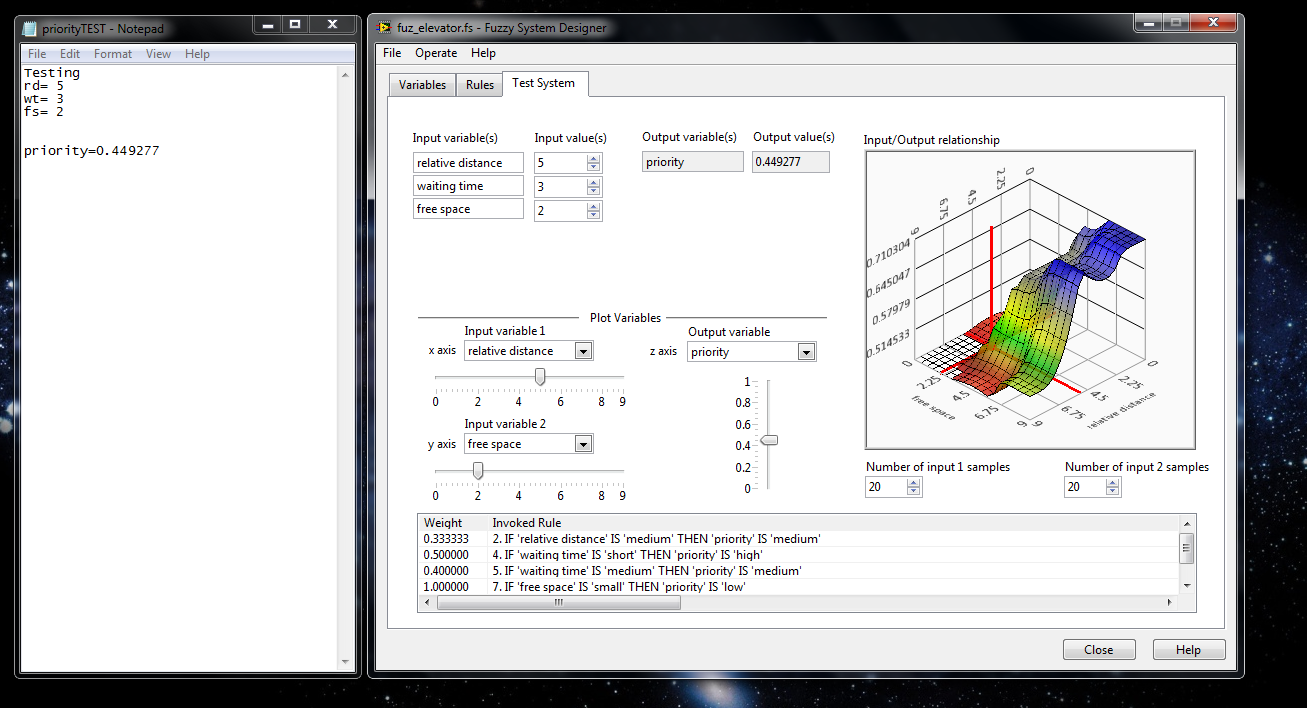 priorityTEST - Notepad
File Edit Format View Help
Testing
rd= 5
wt= 3
fs= 2
priority=0.449277
fuz_elevator.fs - Fuzzy System Designer
File Operate Help
Variables Rules Test System
Input variable(s) Input value(s) Output variable(s) Output value(s)
relative distance 5 priority 0.449277
waiting time 3
free space 2
Input/Output relationship
0 2.25 4.5 6.75 9
0.710304
0.645047
0.57979
0.514533
0 2.25 4.5 6.75 9
free space
0 2.25 4.5 6.75 9
relative distance
Plot Variables
Input variable 1 Output variable
x axis relative distance z axis priority
0 2 4 6 8 9
Input variable 2
y axis free space
0 2 4 6 8 9
1
0.8
0.6
0.4
0.2
0
Number of input 1 samples Number of input 2 samples
20 20
Weight Invoked Rule
0.333333 2. IF 'relative distance' IS 'medium' THEN 'priority' IS 'medium'
0.500000 4. IF 'waiting time' IS 'short' THEN 'priority' IS 'high'
0.400000 5. IF 'waiting time' IS 'medium' THEN 'priority' IS 'medium'
1.000000 7. IF 'free space' IS 'small' THEN 'priority' IS 'low'
Close Help